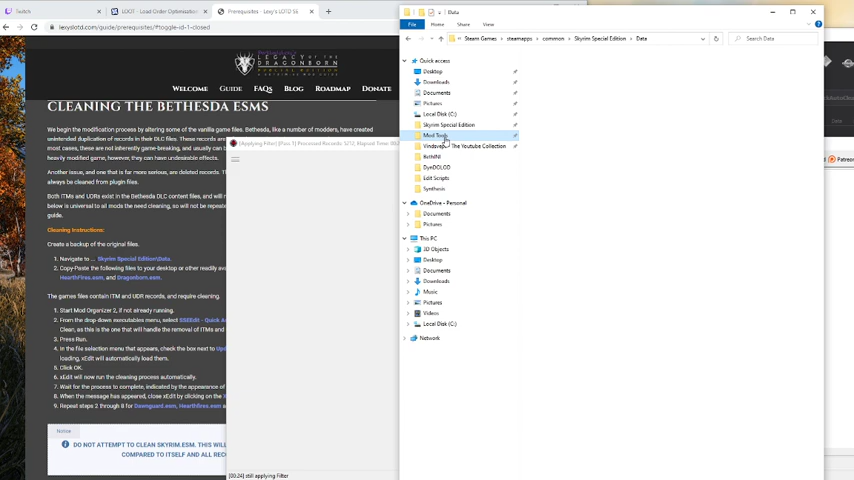 Twitch
LOOT - Load Order Optimisation
Prerequisites - Lexy's LOTD SE
lexyslotd.com/guide/prerequisites/#toggle-id-1-closed
LEGACY OF THE
DRAGONBORN
WELCOME GUIDE FAQS BLOG ROADMAP DONATE
CLEANING THE BETHESDA ESMS
We begin the modification process by altering some of the vanilla game files. Bethesda, like a number of modders, have created
unintended duplication of records in their DLC content files. These records are
most cases, these are not inherently game-breaking, and usually can b
heavily modified game, however, they can have undesirable effects.
Another issue, and one that is far more serious, are deleted records. T
always be cleaned from plugin files.
Both ITMs and UDRs exist in the Bethesda DLC content files, and will n
below is universal to all mods the need cleaning, so will not be repeate
guide.
Cleaning Instructions:
Create a backup of the original files.
1. Navigate to ... Skyrim Special Edition\Data.
2. Copy-Paste the following files to your desktop or other readily ava
HearthFires.esm, and Dragonborn.esm.
The games files contain ITM and UDR records, and require cleaning.
1. Start Mod Organizer 2, if not already running.
2. From the drop-down executables menu, select SSEEdit - Quick A
Clean, as this is the one that will handle the removal of ITMs and
3. Press Run.
4. In the file selection menu that appears, check the box next to Up
loading, xEdit will automatically load them.
5. Click OK.
6. xEdit will now run the cleaning process automatically.
7. Wait for the process to complete, indicated by the appearance of
8. When the message has appeared, close xEdit by clicking on the X
9. Repeat steps 2 through 8 for Dawnguard.esm, Hearthfires.esm a
Notice
DO NOT ATTEMPT TO CLEAN SKYRIM.ESM. THIS WILL
COMPARED TO ITSELF AND ALL REC
[Applying Filter] [Pass 1] Processed Records: 1212, Elapsed Time: 00:
[00:24] still applying Filter
Data
File Home Share View
Steam Games > steamapps > common > Skyrim Special Edition > Data
Search Data
Quick access
Desktop
Downloads
Documents
Pictures
Local Disk (C:)
Skyrim Special Edition
Mod Tools
The Youtube Collection
BethINI
DynDOLOD
Edit Scripts
Synthesis
OneDrive - Personal
Documents
Pictures
This PC
3D Objects
Desktop
Documents
Downloads
Music
Pictures
Videos
Local Disk (C:)
Network
Patreo